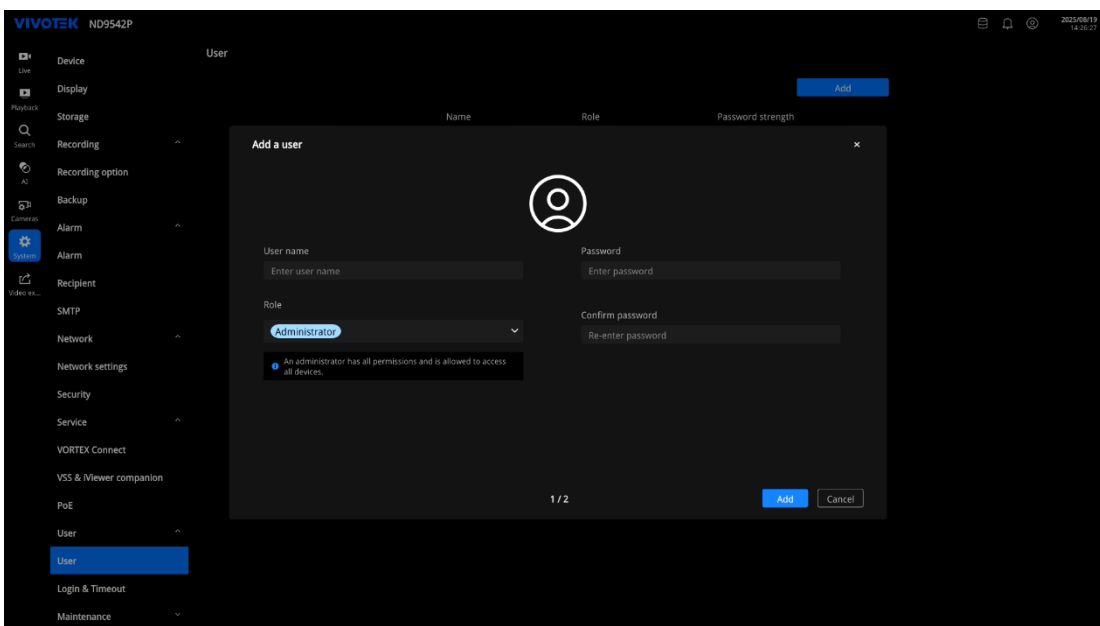 VIVOTEK ND9542P
2025/08/19
14:26:27
Live
Playback
Search
AI
Cameras
System
Video ex...
Device
Display
Storage
Recording
Recording option
Backup
Alarm
Alarm
Recipient
SMTP
Network
Network settings
Security
Service
VORTEX Connect
VSS & iViewer companion
PoE
User
User
Login & Timeout
Maintenance
User
Add
Name Role Password strength
Add a user
×
User name
Enter user name
Password
Enter password
Role
Administrator
An administrator has all permissions and is allowed to access
all devices.
Confirm password
Re-enter password
1 / 2
Add Cancel